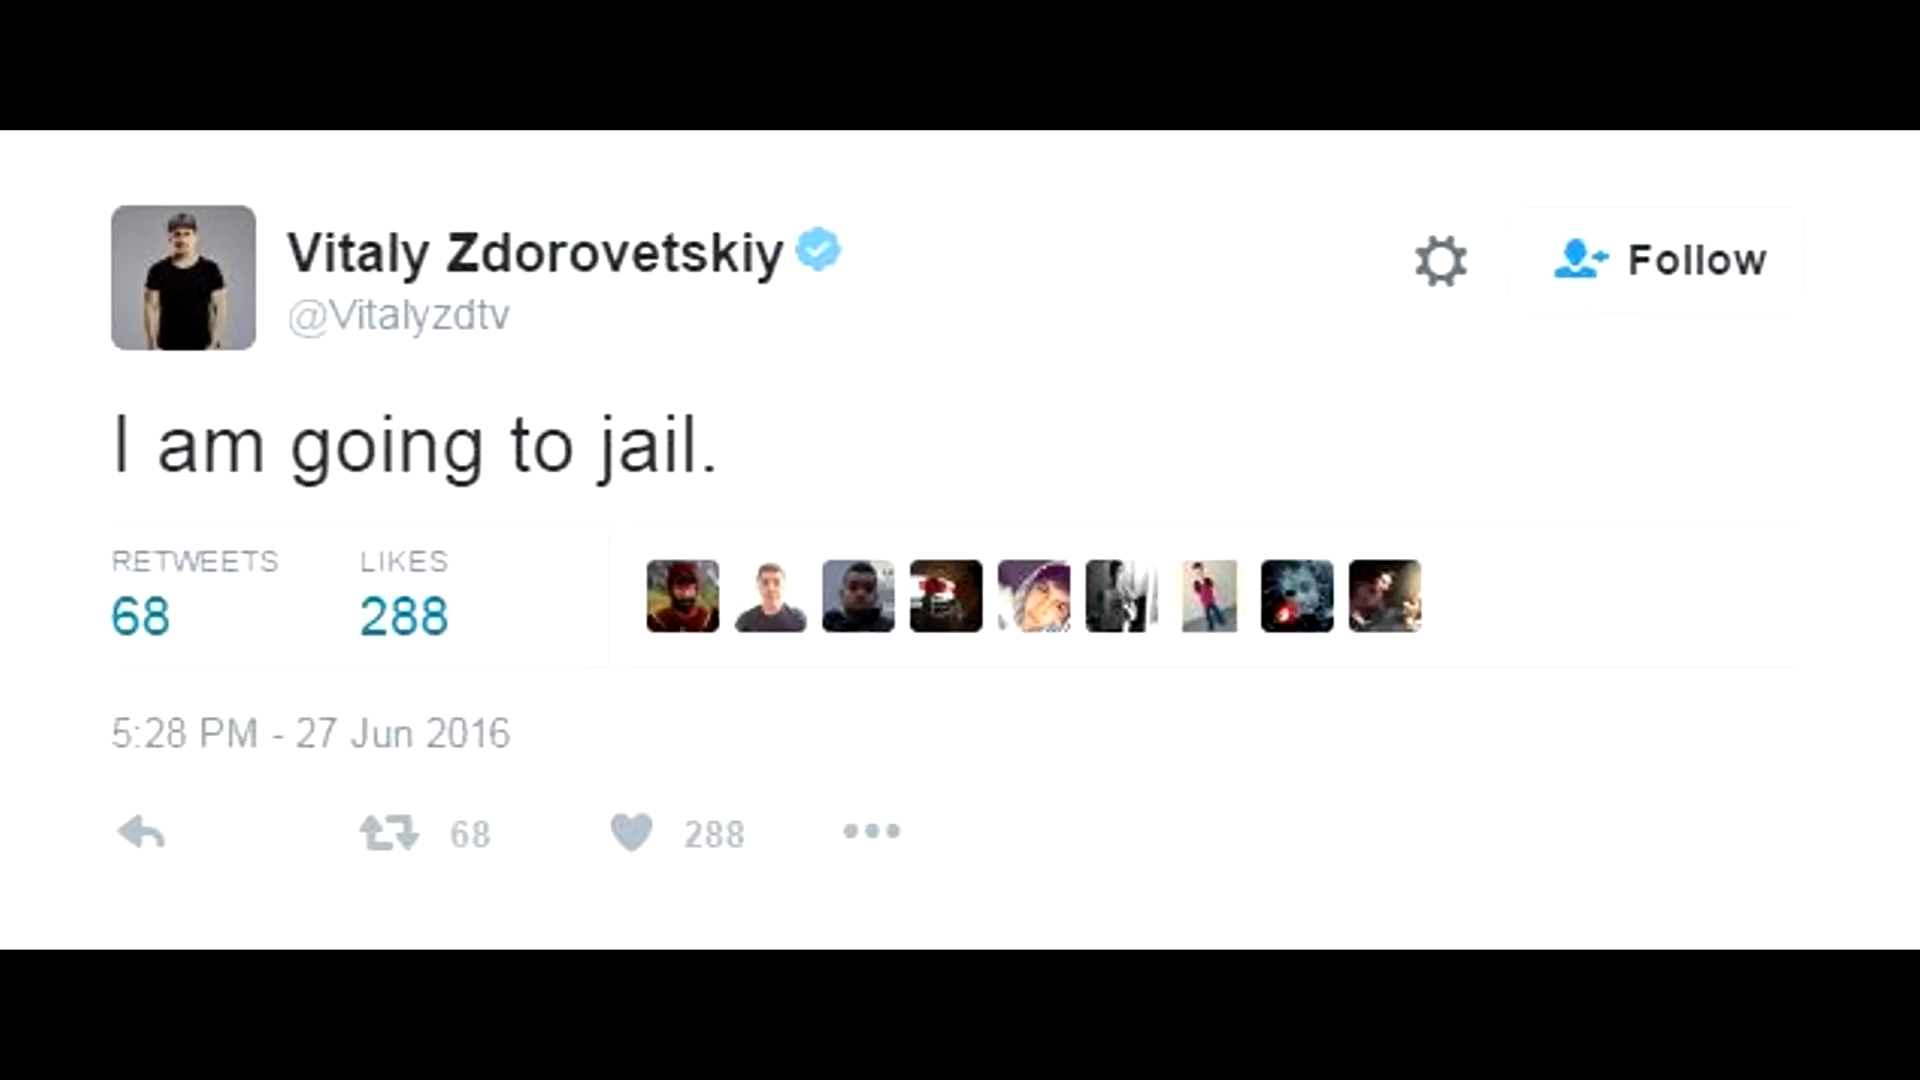 Vitaly Zdorovetskiy
@Vitalyzdtv
Follow
I am going to jail.
RETWEETS LIKES
68 288
5:28 PM - 27 Jun 2016
68 288